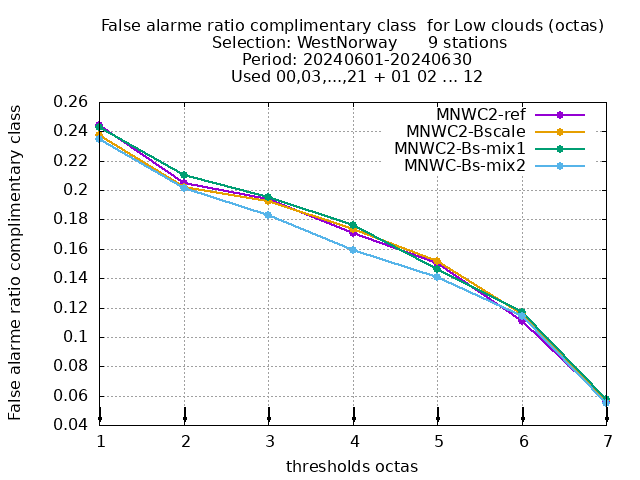 False alarme ratio complimentary class  for Low clouds (octas)
Selection: WestNorway      9 stations
Period: 20240601-20240630
Used 00,03,...,21 + 01 02 ... 12
MNWC2-ref
MNWC2-Bscale
MNWC2-Bs-mix1
MNWC-Bs-mix2
False alarme ratio complimentary class
0.26
0.24
0.22
0.2
0.18
0.16
0.14
0.12
0.1
0.08
0.06
0.04
1 2 3 4 5 6 7
thresholds octas